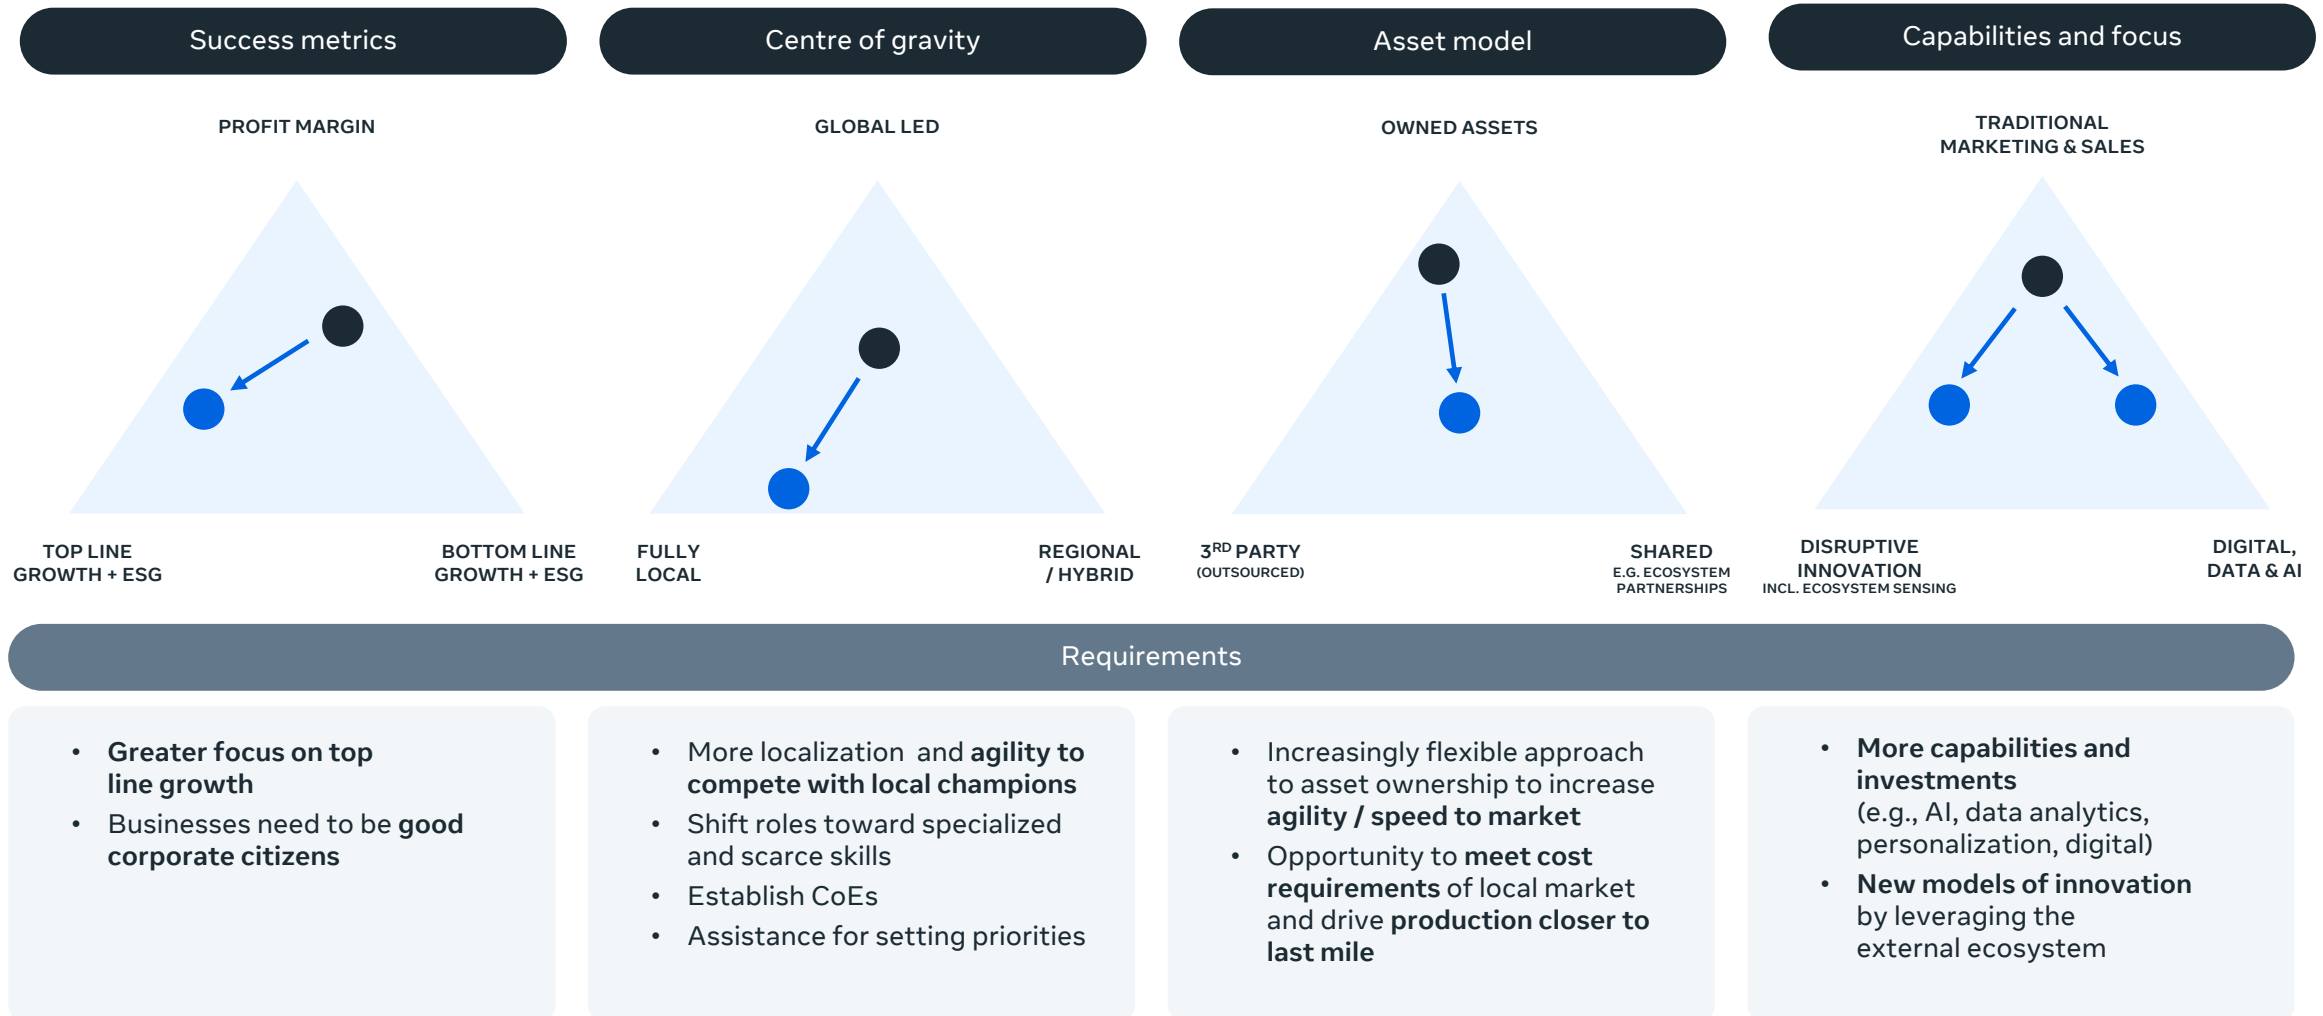 Success metrics
Centre of gravity
Asset model
Capabilities and focus
PROFIT MARGIN
GLOBAL LED
OWNED ASSETS
TRADITIONAL
MARKETING & SALES
TOP LINE
GROWTH + ESG
BOTTOM LINE
GROWTH + ESG
FULLY
LOCAL
REGIONAL
/ HYBRID
3RD PARTY
(OUTSOURCED)
SHARED
E.G. ECOSYSTEM
PARTNERSHIPS
DISRUPTIVE
INNOVATION
INCL. ECOSYSTEM SENSING
DIGITAL,
DATA & AI
Requirements
• Greater focus on top
line growth
• Businesses need to be good
corporate citizens
• More localization and agility to
compete with local champions
• Shift roles toward specialized
and scarce skills
• Establish CoEs
• Assistance for setting priorities
• Increasingly flexible approach
to asset ownership to increase
agility / speed to market
• Opportunity to meet cost
requirements of local market
and drive production closer to
last mile
• More capabilities and
investments
(e.g., AI, data analytics,
personalization, digital)
• New models of innovation
by leveraging the
external ecosystem